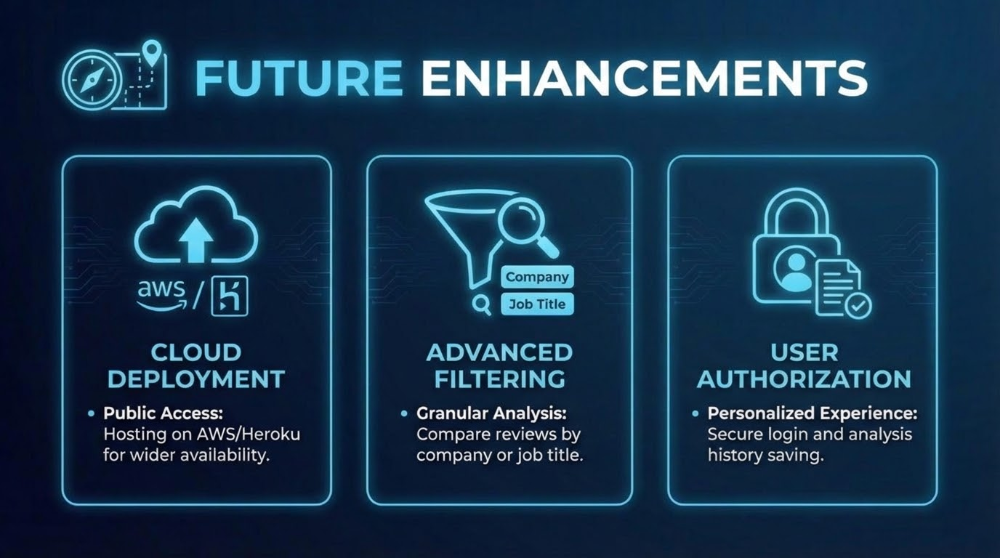 FUTURE ENHANCEMENTS
aws /
Company
Job Title
CLOUD
DEPLOYMENT
• Public Access:
Hosting on AWS/Heroku
for wider availability.
ADVANCED
FILTERING
• Granular Analysis:
Compare reviews by
company or job title.
USER
AUTHORIZATION
• Personalized Experience:
Secure login and analysis
history saving.